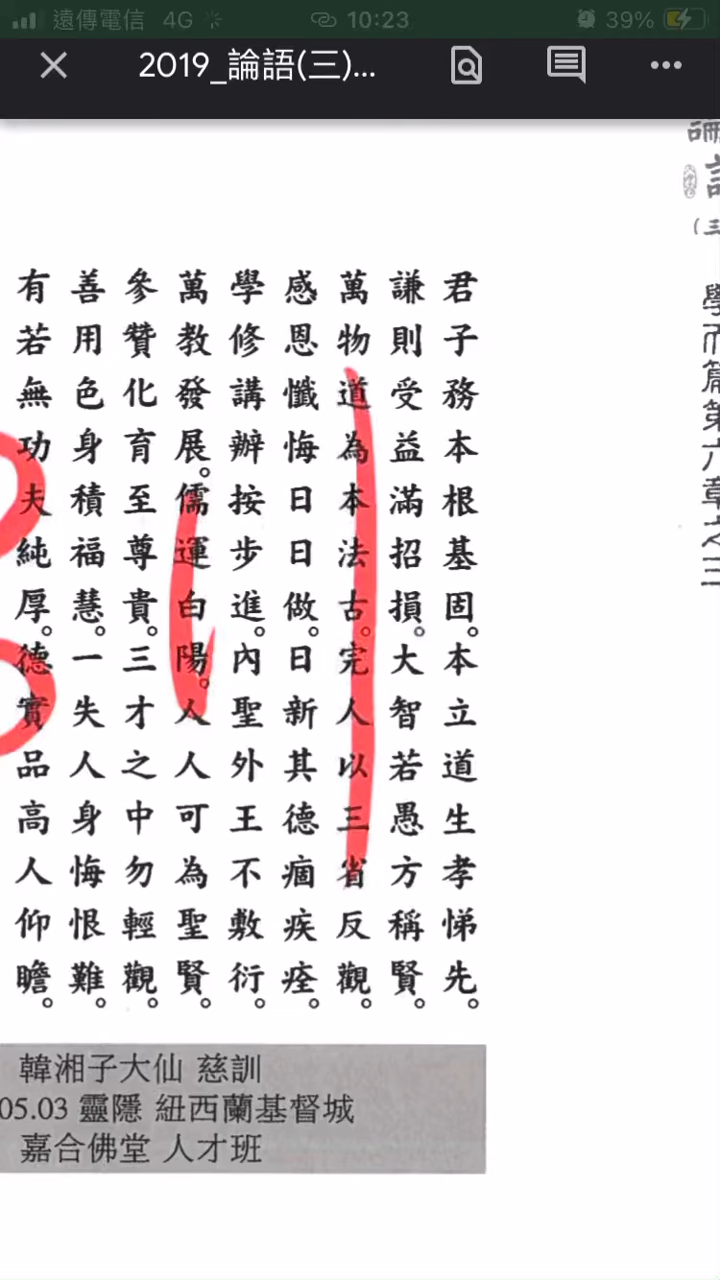 遠傳電信 4G 10:23 39%
2019_論語(三)...
君子務本根基固。本立道生孝悌先。
謙則受益滿招損。大智若愚方稱賢。
萬物道為本法古。完人以三省反觀。
感恩懺悔日日做。日新其德痼疾痊。
學修講辦按步進。內聖外王不敷衍。
萬教發展。儒運白陽。人人可為聖賢。
參贊化育至尊貴。三才之中勿輕觀。
善用色身積福慧。一失人身悔恨難。
有若無功夫純厚。德實品高人仰瞻。
韓湘子大仙 慈訓
05.03 靈隱 紐西蘭基督城
嘉合佛堂 人才班